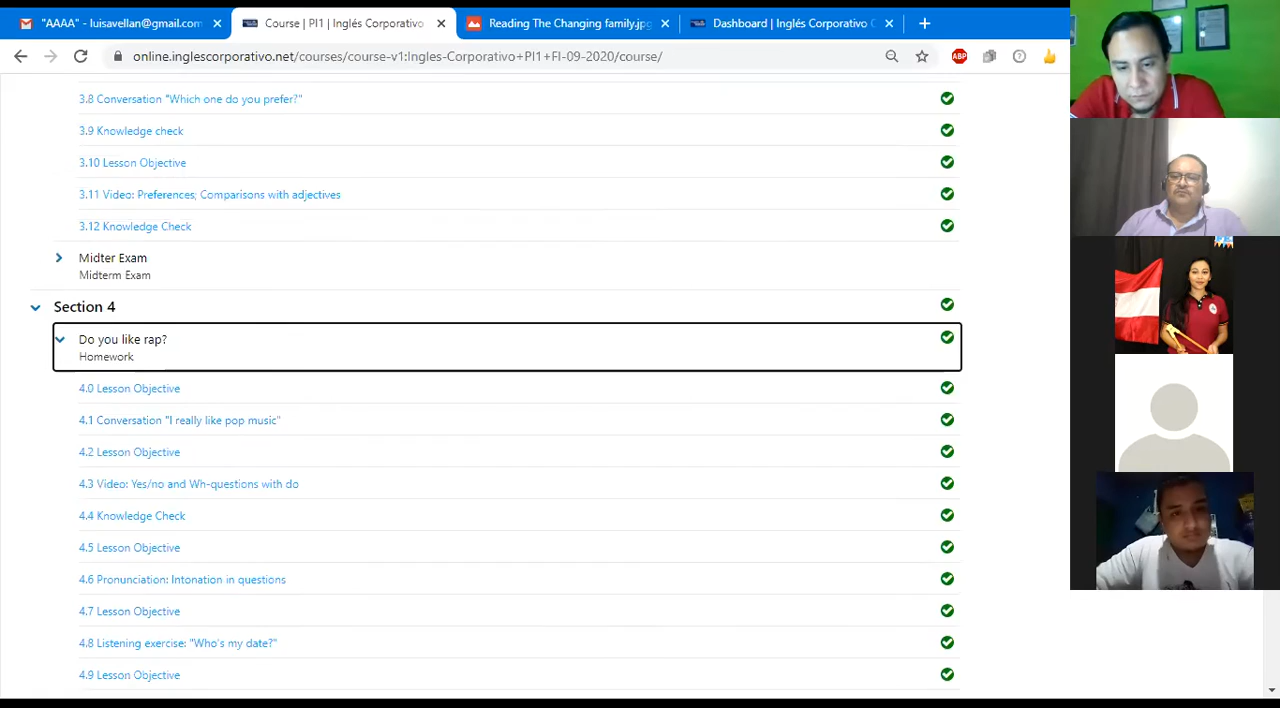 "AAAA" - luisavellan@gmail.com
Course | PI1 | Inglés Corporativo
Reading The Changing family.jpg
Dashboard | Inglés Corporativo C
online.inglescorporativo.net/courses/course-v1:Ingles-Corporativo+PI1+FI-09-2020/course/
ABP
3.8 Conversation "Which one do you prefer?"
3.9 Knowledge check
3.10 Lesson Objective
3.11 Video: Preferences; Comparisons with adjectives
3.12 Knowledge Check
Midter Exam
Midterm Exam
Section 4
Do you like rap?
Homework
4.0 Lesson Objective
4.1 Conversation "I really like pop music"
4.2 Lesson Objective
4.3 Video: Yes/no and Wh-questions with do
4.4 Knowledge Check
4.5 Lesson Objective
4.6 Pronunciation: Intonation in questions
4.7 Lesson Objective
4.8 Listening exercise: "Who's my date?"
4.9 Lesson Objective